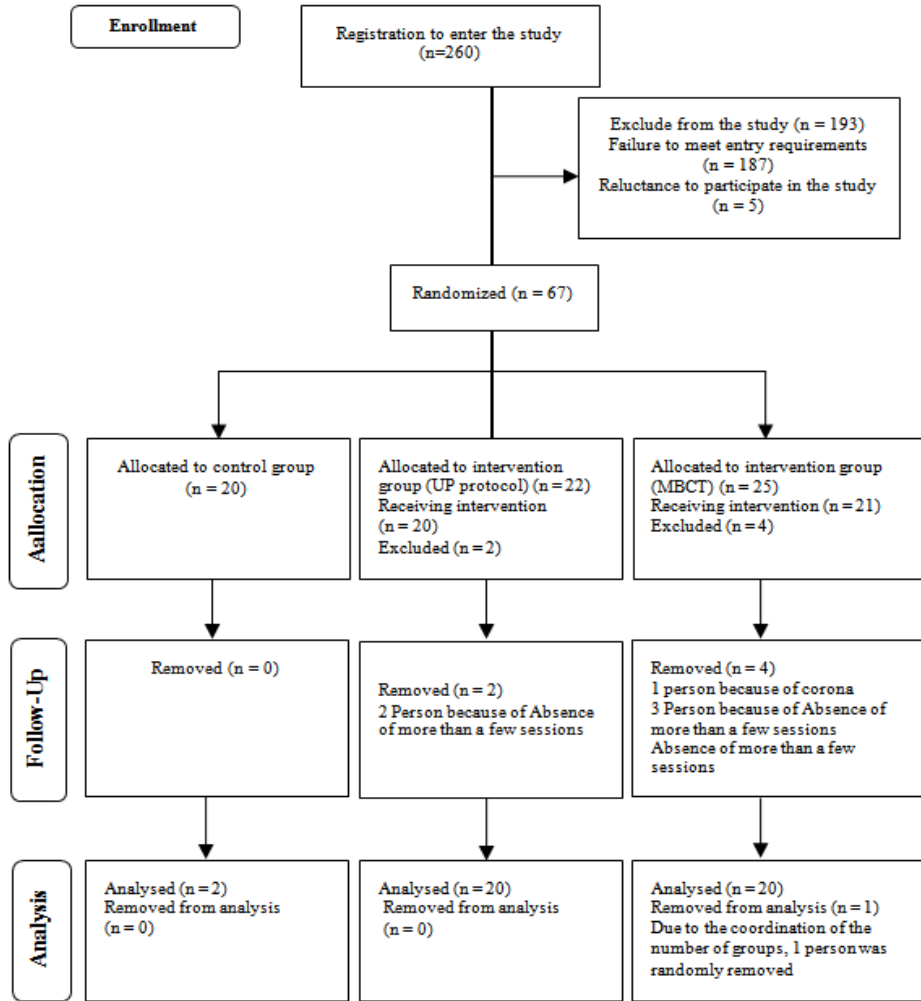 Enrollment
Registration to enter the study
(n=260)
Exclude from the study (n = 193)
Failure to meet entry requirements
(n = 187)
Reluctance to participate in the study
(n = 5)
Randomized (n = 67)
Aallocation
Allocated to control group
(n = 20)
Allocated to intervention
group (UP protocol) (n = 22)
Receiving intervention
(n = 20)
Excluded (n = 2)
Allocated to intervention group
(MBCT) (n = 25)
Receiving intervention (n = 21)
Excluded (n = 4)
Follow-Up
Removed (n = 0)
Removed (n = 2)
2 Person because of Absence
of more than a few sessions
Removed (n = 4)
1 person because of corona
3 Person because of Absence of
more than a few sessions
Absence of more than a few
sessions
Analysis
Analysed (n = 2)
Removed from analysis
(n = 0)
Analysed (n = 20)
Removed from analysis
(n = 0)
Analysed (n = 20)
Removed from analysis (n = 1)
Due to the coordination of the
number of groups, 1 person was
randomly removed